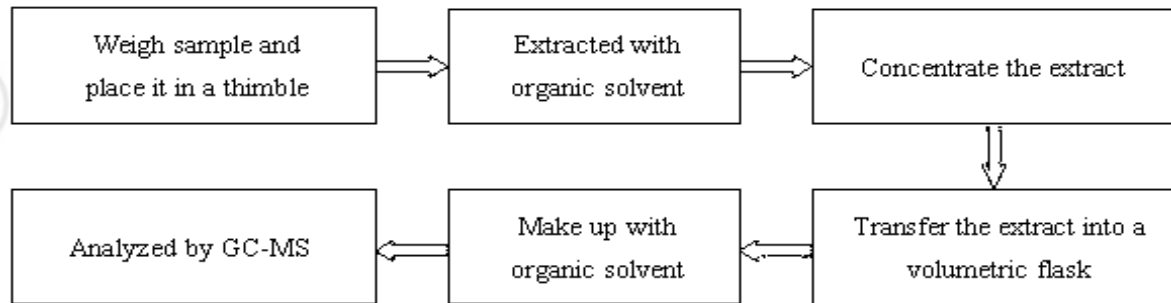 Weigh sample and
place it in a thimble
Extracted with
organic solvent
Concentrate the extract
Transfer the extract into a
volumetric flask
Make up with
organic solvent
Analyzed by GC-MS